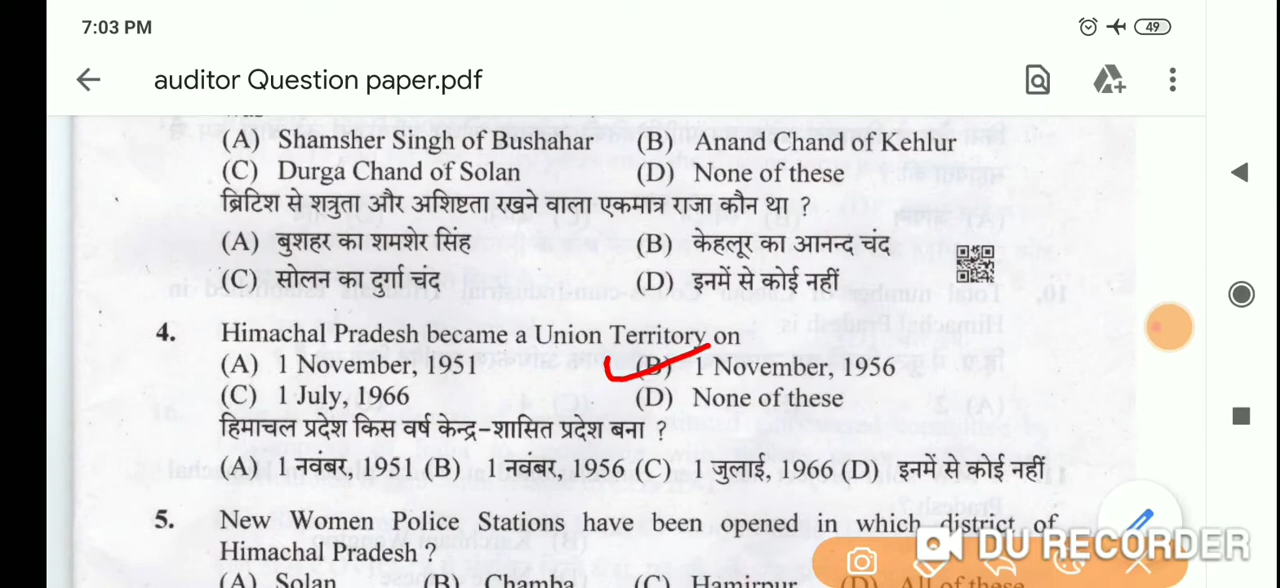 7:03 PM
49
auditor Question paper.pdf
(A) Shamsher Singh of Bushahar (B) Anand Chand of Kehlur
(C) Durga Chand of Solan (D) None of these
ब्रिटिश से शत्रुता और अशिष्टता रखने वाला एकमात्र राजा कौन था ?
(A) बुशहर का शमशेर सिंह (B) केहलूर का आनन्द चंद
(C) सोलन का दुर्गा चंद (D) इनमें से कोई नहीं
4. Himachal Pradesh became a Union Territory on
(A) 1 November, 1951 (B) 1 November, 1956
(C) 1 July, 1966 (D) None of these
हिमाचल प्रदेश किस वर्ष केन्द्र-शासित प्रदेश बना ?
(A) 1 नवंबर, 1951 (B) 1 नवंबर, 1956 (C) 1 जुलाई, 1966 (D) इनमें से कोई नहीं
5. New Women Police Stations have been opened in which district of
Himachal Pradesh ?
DU RECORDER
(A) Solan (B) Chamba (C) Hamirpur (D) All of these